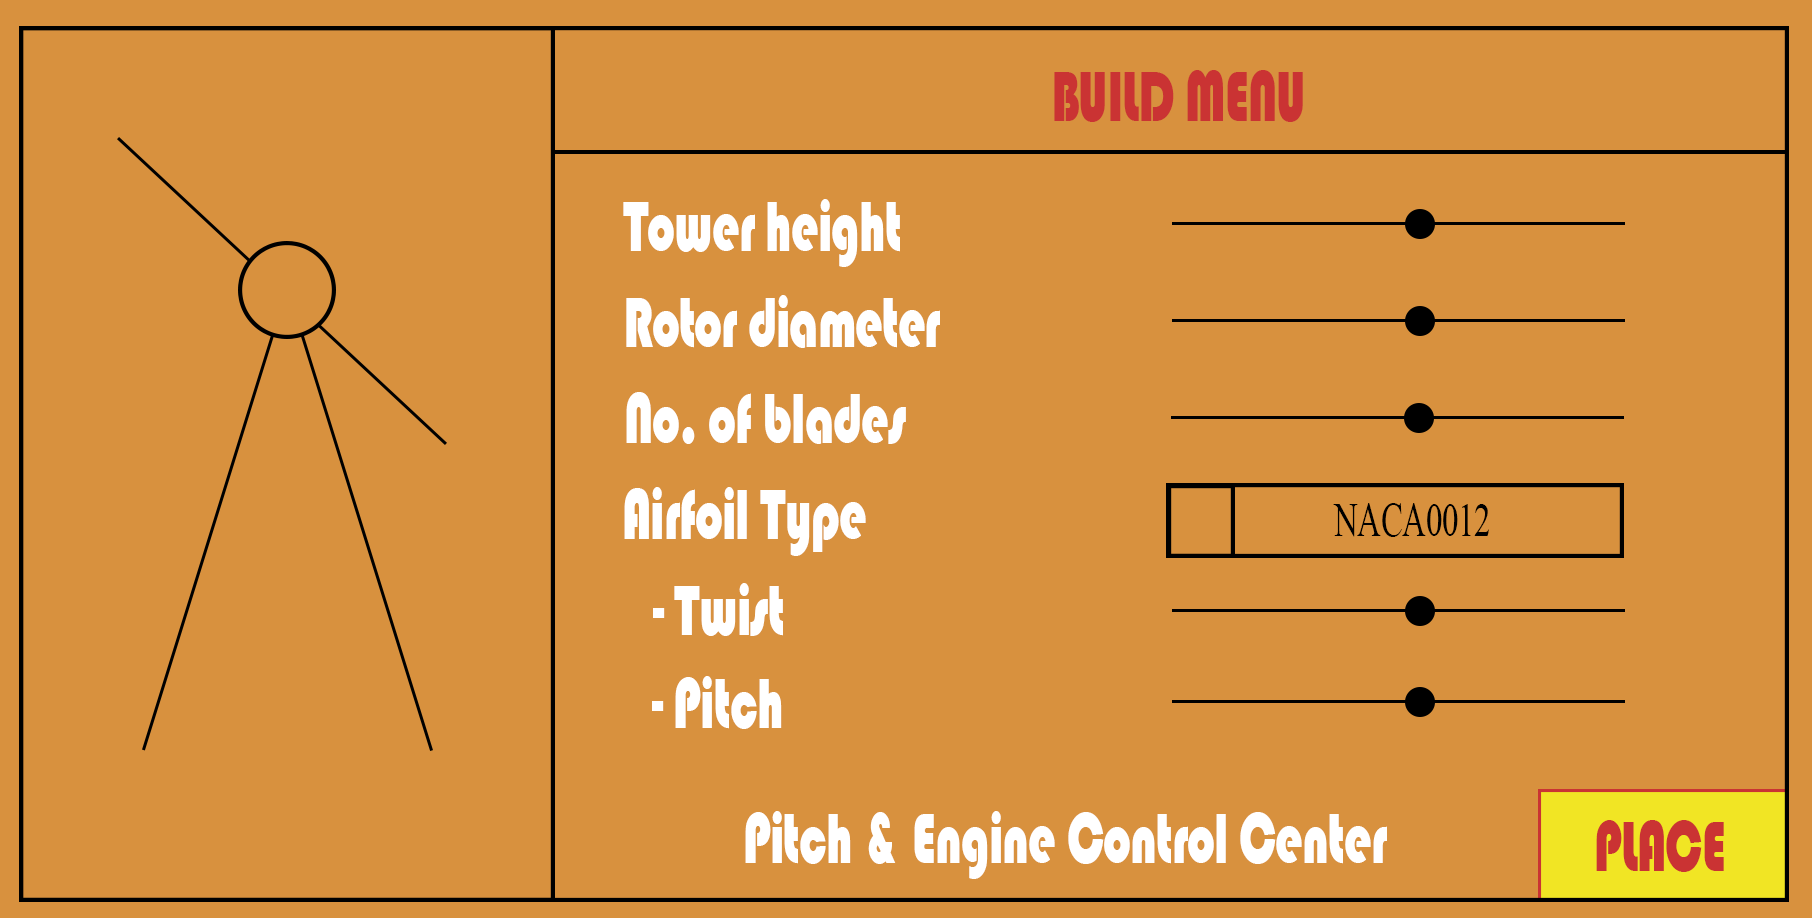 BUILD MENU
Tower height
Rotor diameter
No. of blades
Airfoil Type
NACA0012
- Twist
- Pitch
Pitch & Engine Control Center
PLACE